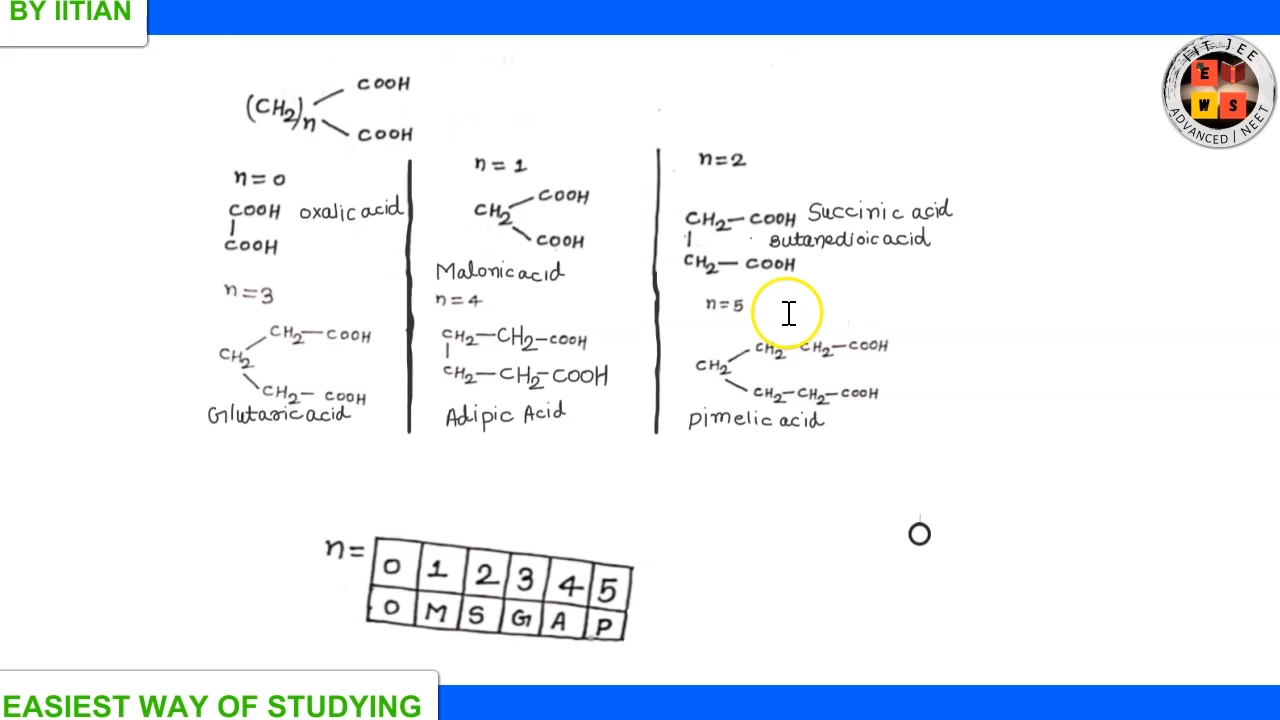 BY IITIAN
IIT JEE
E W S
ADVANCED / NEET
(CH2)n COOH
COOH
n=0
COOH oxalic acid
COOH
n=1
CH2 COOH
COOH
Malonic acid
n=2
CH2-COOH Succinic acid
Butanedioic acid
CH2-COOH
n=3
CH2-COOH
CH2
CH2-COOH
Glutaric acid
n=4
CH2-CH2-COOH
CH2-CH2-COOH
Adipic Acid
n=5
CH2 CH2-COOH
CH2
CH2-CH2-COOH
Pimelic acid
n= 0 1 2 3 4 5
O M S G A P
EASIEST WAY OF STUDYING